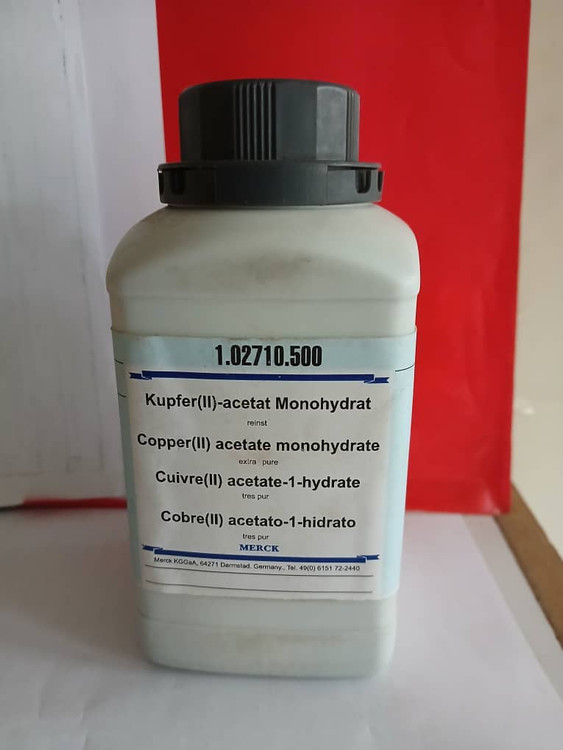 1.02710.500
Kupfer(II)-acetat Monohydrat
reinst
Copper(II) acetate monohydrate
extra pure
Cuivre(II) acetate-1-hydrate
tres pur
Cobre(II) acetato-1-hidrato
tres pur
MERCK
Merck KGGaA, 64271 Darmstad. Germany., Tel. 49(0) 6151 72-2440